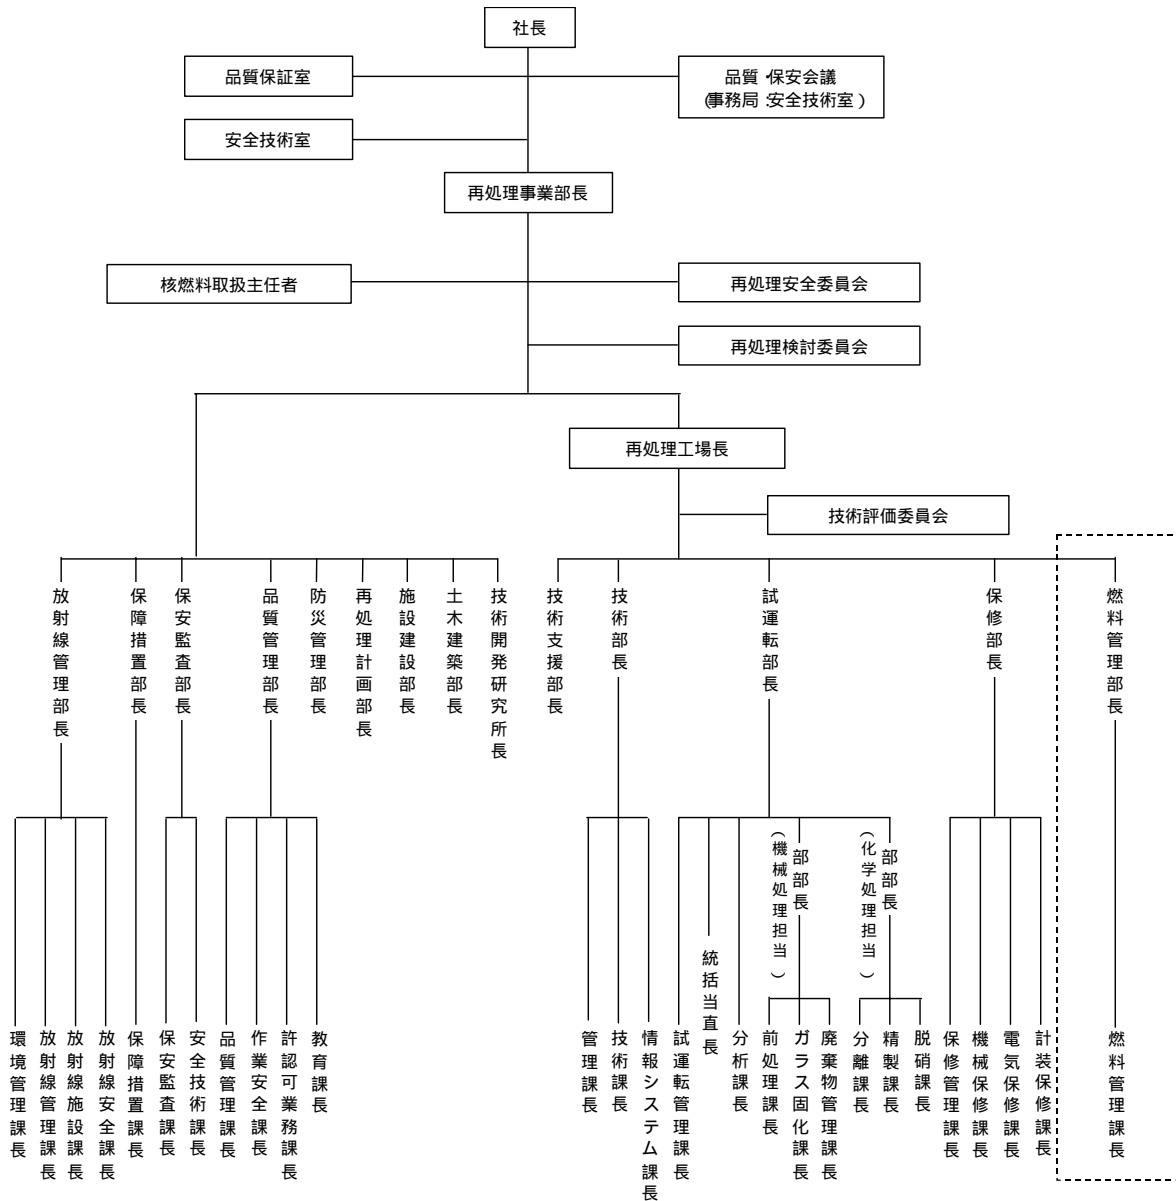 社長
品質保証室
品質・保安会議
(事務局:安全技術室)
安全技術室
再処理事業部長
核燃料取扱主任者
再処理安全委員会
再処理検討委員会
再処理工場長
技術評価委員会
放射線管理部長
保障措置部長
保安監査部長
品質管理部長
防災管理部長
再処理計画部長
施設建設部長
土木建築部長
技術開発研究所長
技術支援部長
技術部長
試運転部長
保修部長
燃料管理部長
部部長
(機械処理担当)
部部長
(化学処理担当)
環境管理課長
放射線管理課長
放射線施設課長
放射線安全課長
保障措置課長
保安監査課長
安全技術課長
品質管理課長
作業安全課長
許認可業務課長
教育課長
管理課長
技術課長
情報システム課長
試運転管理課長
統括当直長
分析課長
前処理課長
ガラス固化課長
廃棄物管理課長
分離課長
精製課長
脱硝課長
保修管理課長
機械保修課長
電気保修課長
計装保修課長
燃料管理課長